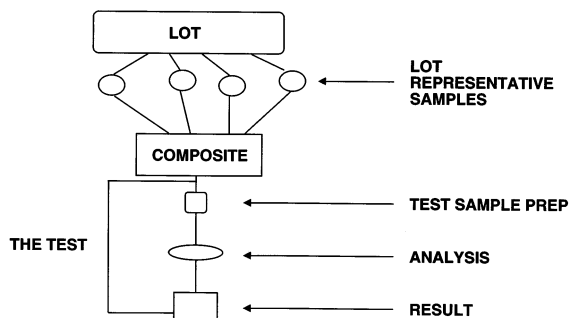 LOT
LOT
REPRESENTATIVE
SAMPLES
COMPOSITE
TEST SAMPLE PREP
THE TEST
ANALYSIS
RESULT